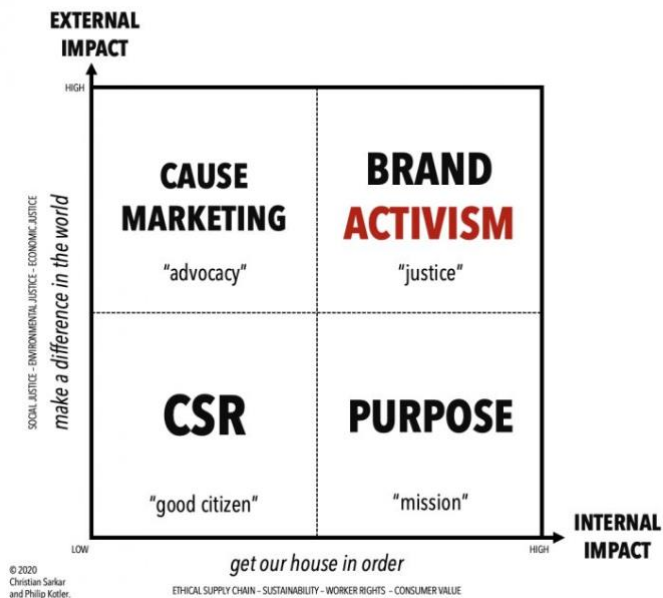 EXTERNAL
IMPACT
HIGH
CAUSE
MARKETING
"advocacy"
BRAND
ACTIVISM
"justice"
SOCIAL JUSTICE – ENVIRONMENTAL JUSTICE – ECONOMIC JUSTICE
make a difference in the world
CSR
"good citizen"
PURPOSE
"mission"
LOW
get our house in order
HIGH
INTERNAL
IMPACT
ETHICAL SUPPLY CHAIN – SUSTAINABILITY – WORKER RIGHTS – CONSUMER VALUE
© 2020
Christian Sarkar
and Philip Kotler.